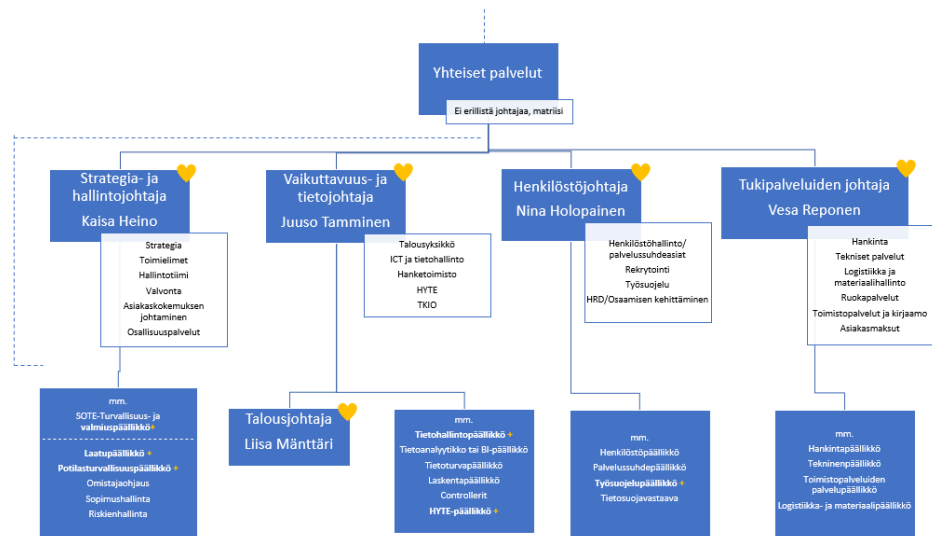 Yhteiset palvelut
Ei erillistä johtajaa, matriisi
Strategia- ja
hallintojohtaja
Kaisa Heino
Strategia
Toimielimet
Hallintotiimi
Valvonta
Asiakaskokemuksen
johtaminen
Osallisuuspalvelut
Vaikuttavuus- ja
tietojohtaja
Juuso Tamminen
Talousyksikkö
ICT ja tietohallinto
Hanketoimisto
HYTE
TKIO
Henkilöstöjohtaja
Nina Holopainen
Henkilöstöhallinto/
palvelussuhdeasiat
Rekrytointi
Työsuojelu
HRD/Osaamisen kehittäminen
Tukipalveluiden johtaja
Vesa Reponen
Hankinta
Tekniset palvelut
Logistiikka ja
materiaalihallinto
Ruokapalvelut
Toimistopalvelut ja kirjaamo
Asiakasmaksut
mm.
SOTE-Turvallisuus- ja
valmiuspäällikkö+
Laatupäällikkö +
Potilasturvallisuuspäällikkö +
Omistajaohjaus
Sopimushallinta
Riskienhallinta
Talousjohtaja
Liisa Mänttäri
mm.
Tietohallintopäällikkö +
Tietoanalyytikko tai BI-päällikkö
Tietoturvapäällikkö
Laskentapäällikkö
Controllerit
HYTE-päällikkö +
mm.
Henkilöstöpäällikkö
Palvelussuhdepäällikkö
Työsuojelupäällikkö +
Tietosuojavastaava
mm.
Hankintapäällikkö
Tekninenpäällikkö
Toimistopalveluiden
palvelupäällikkö
Logistiikka- ja materiaalipäällikkö